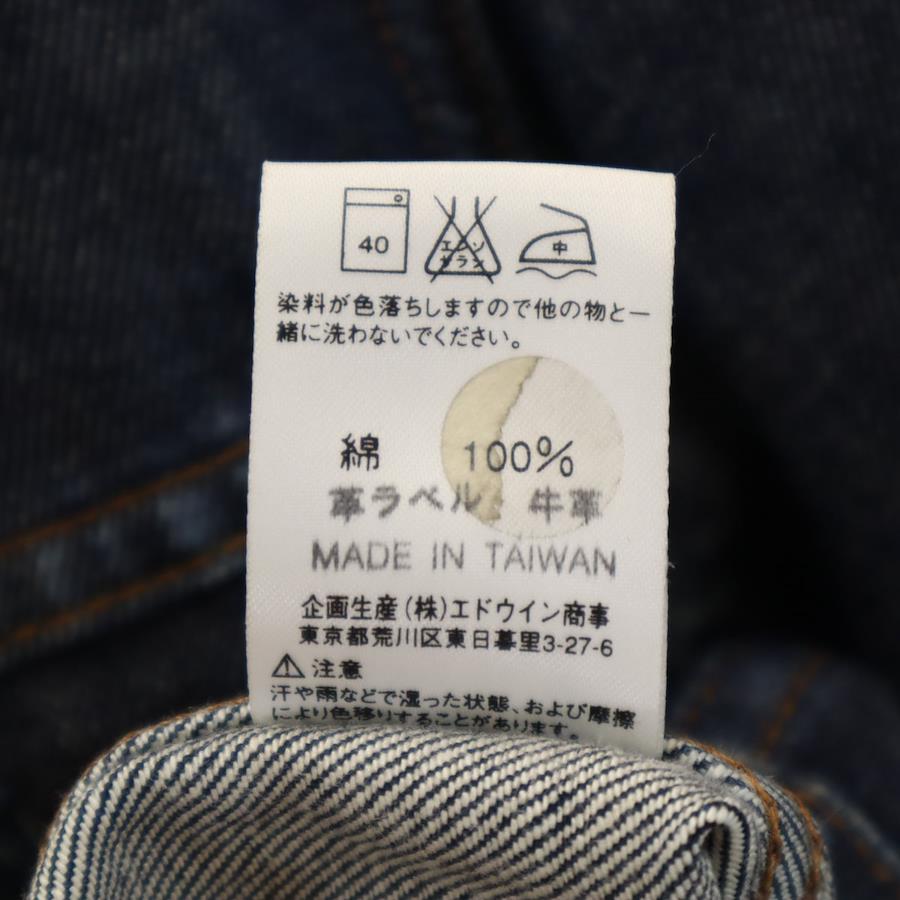 40 エンソ 中
サラシ
染料が色落ちしますので他の物と一
緒に洗わないでください。
綿 100%
革ラベル 牛革
MADE IN TAIWAN
企画生産(株)エドウイン商事
東京都荒川区東日暮里3-27-6
⚠ 注意
汗や雨などで湿った状態、および摩擦
により色移りすることがあります。